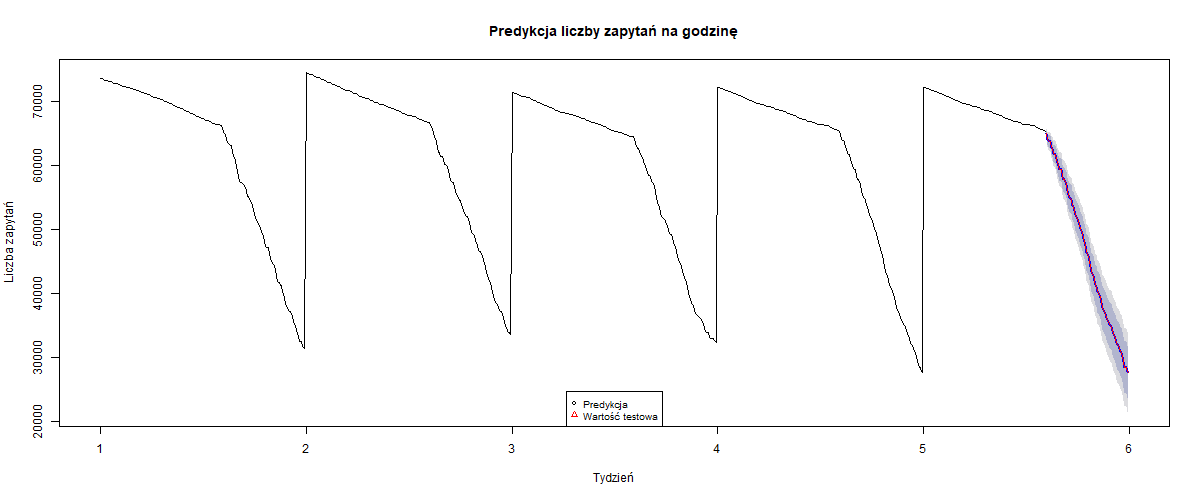 Predykcja liczby zapytań na godzinę
Liczba zapytań
70000
60000
50000
40000
30000
20000
Predykcja
Wartość testowa
1 2 3 4 5 6
Tydzień